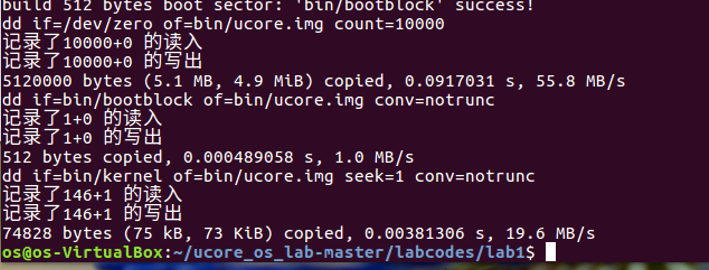 build 512 bytes boot sector: 'bin/bootblock' success!
dd if=/dev/zero of=bin/ucore.img count=10000
记录了10000+0 的读入
记录了10000+0 的写出
5120000 bytes (5.1 MB, 4.9 MiB) copied, 0.0917031 s, 55.8 MB/s
dd if=bin/bootblock of=bin/ucore.img conv=notrunc
记录了1+0 的读入
记录了1+0 的写出
512 bytes copied, 0.000489058 s, 1.0 MB/s
dd if=bin/kernel of=bin/ucore.img seek=1 conv=notrunc
记录了146+1 的读入
记录了146+1 的写出
74828 bytes (75 kB, 73 KiB) copied, 0.00381306 s, 19.6 MB/s
os@os-VirtualBox:~/ucore_os_lab-master/labcodes/lab1$